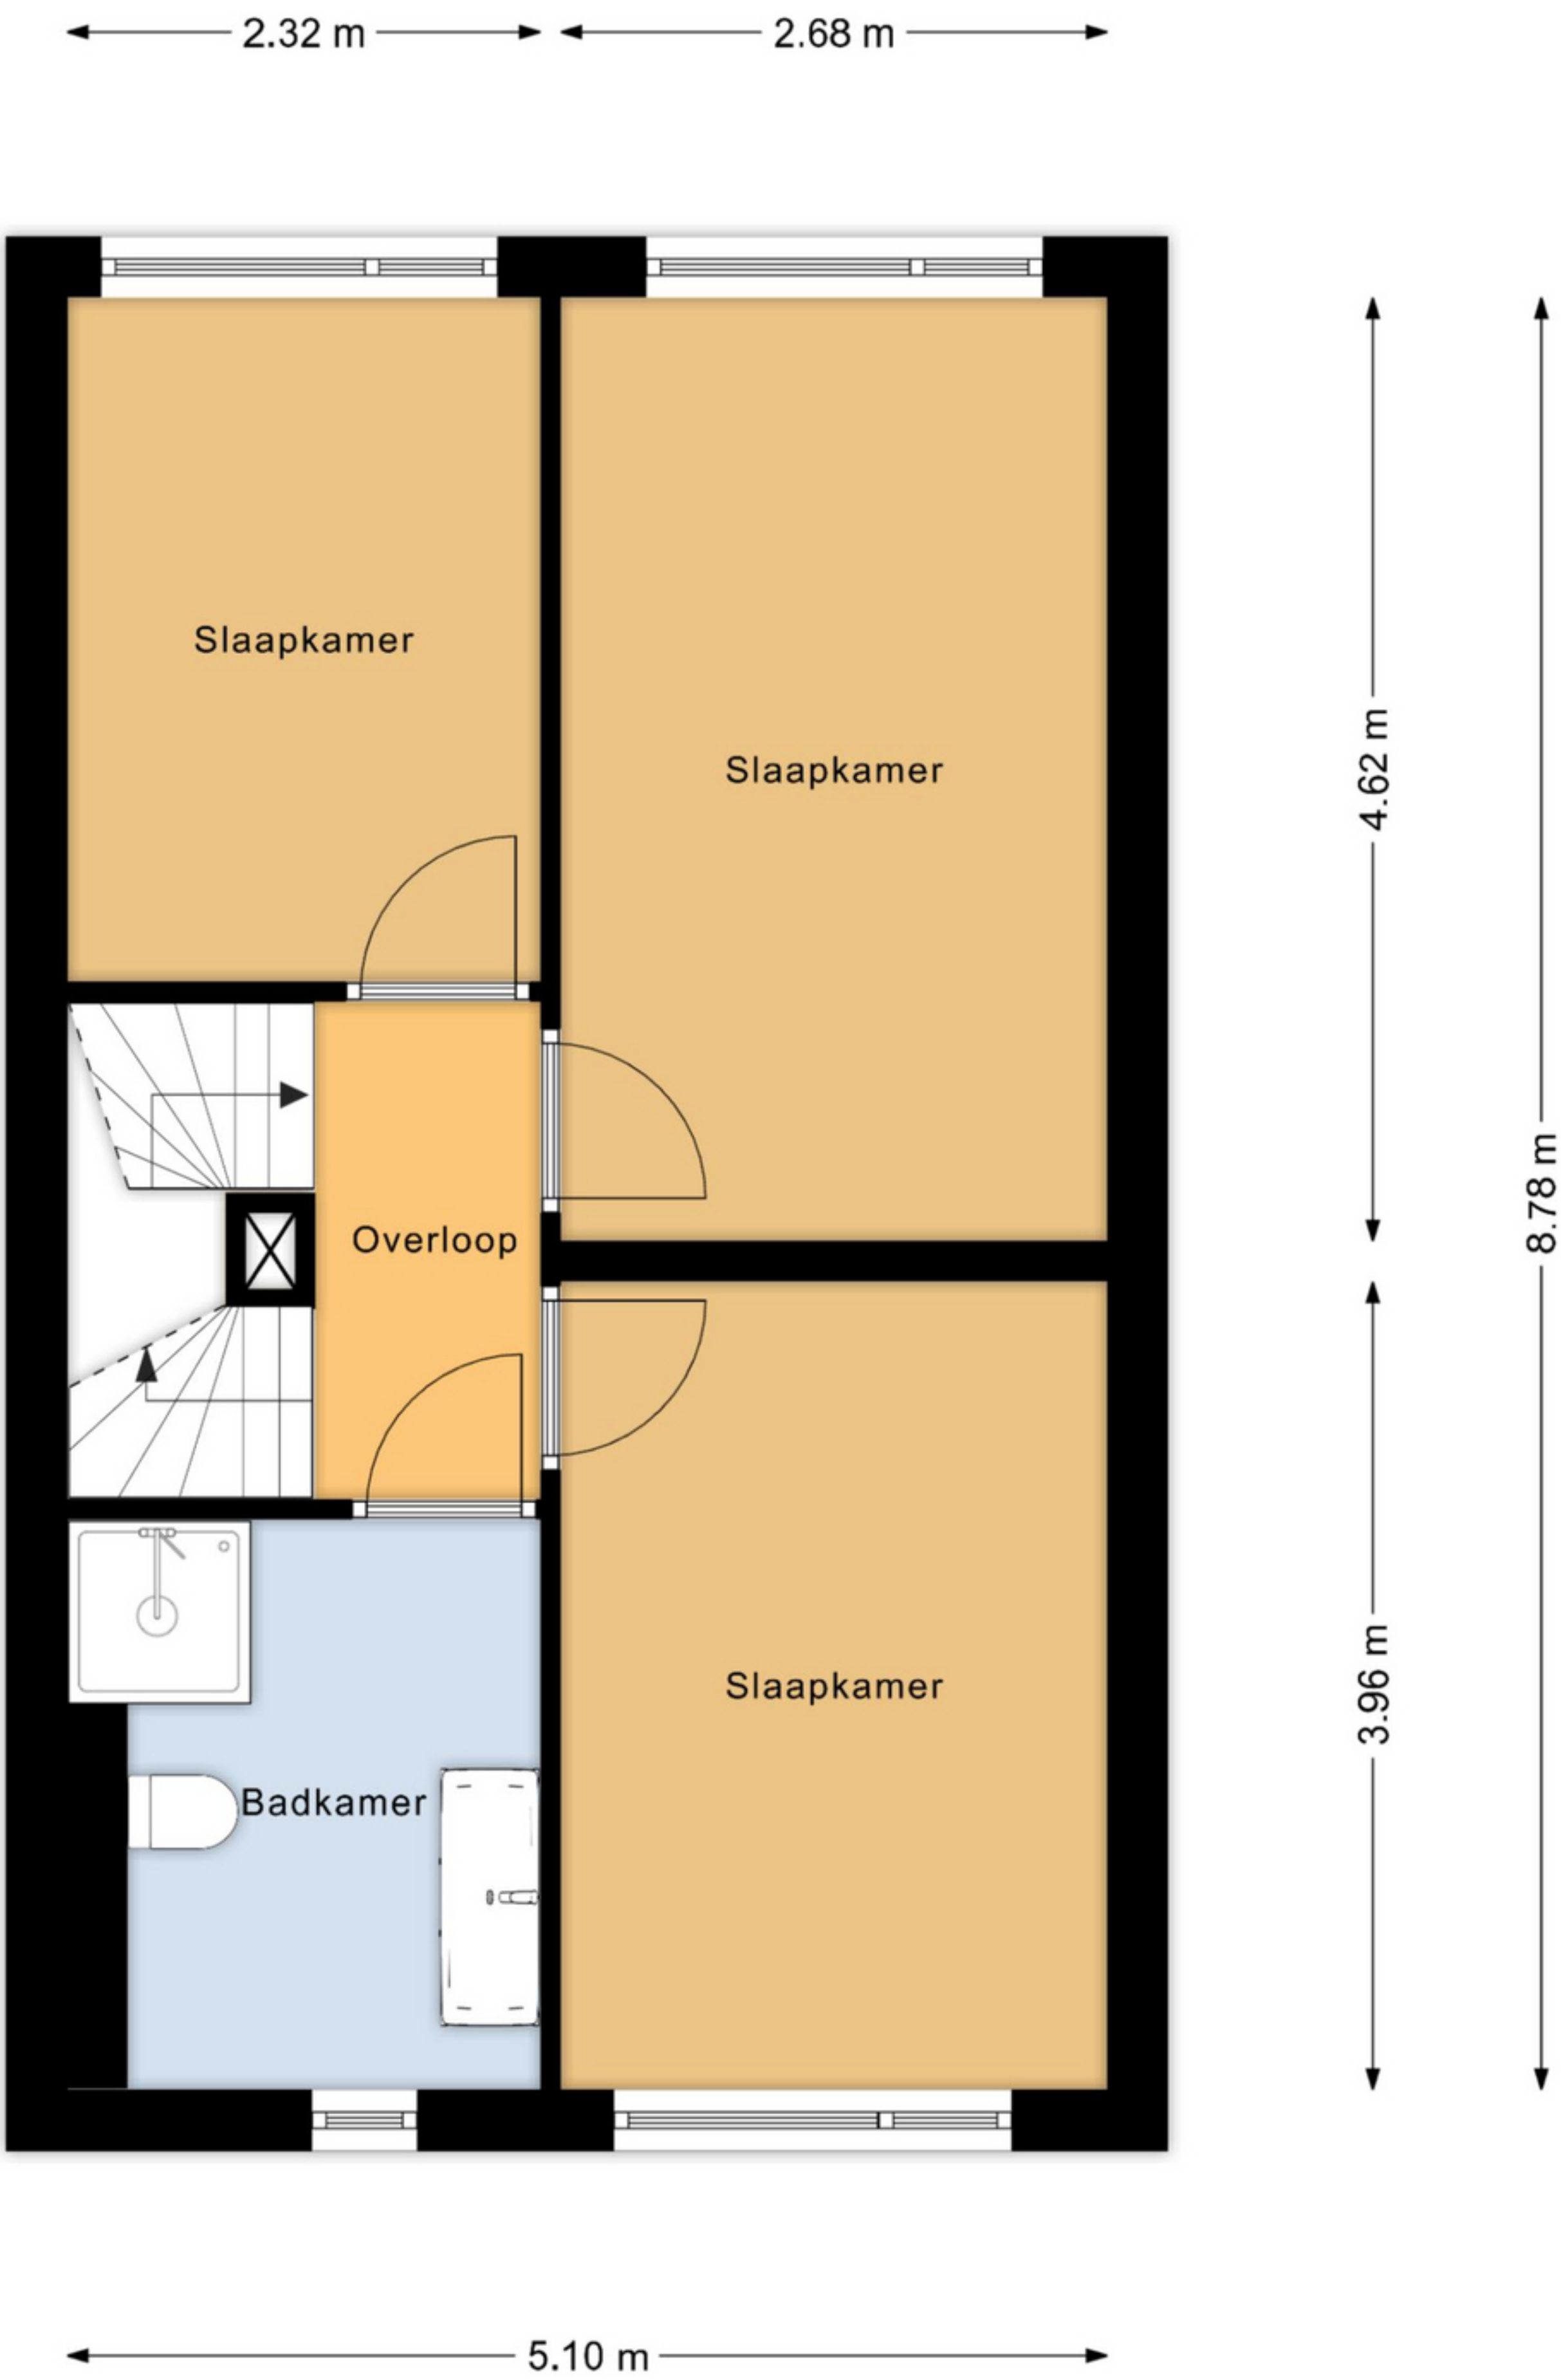 2.32 m
2.68 m
Slaapkamer
Slaapkamer
4.62 m
8.78 m
Overloop
Slaapkamer
3.96 m
Badkamer
5.10 m